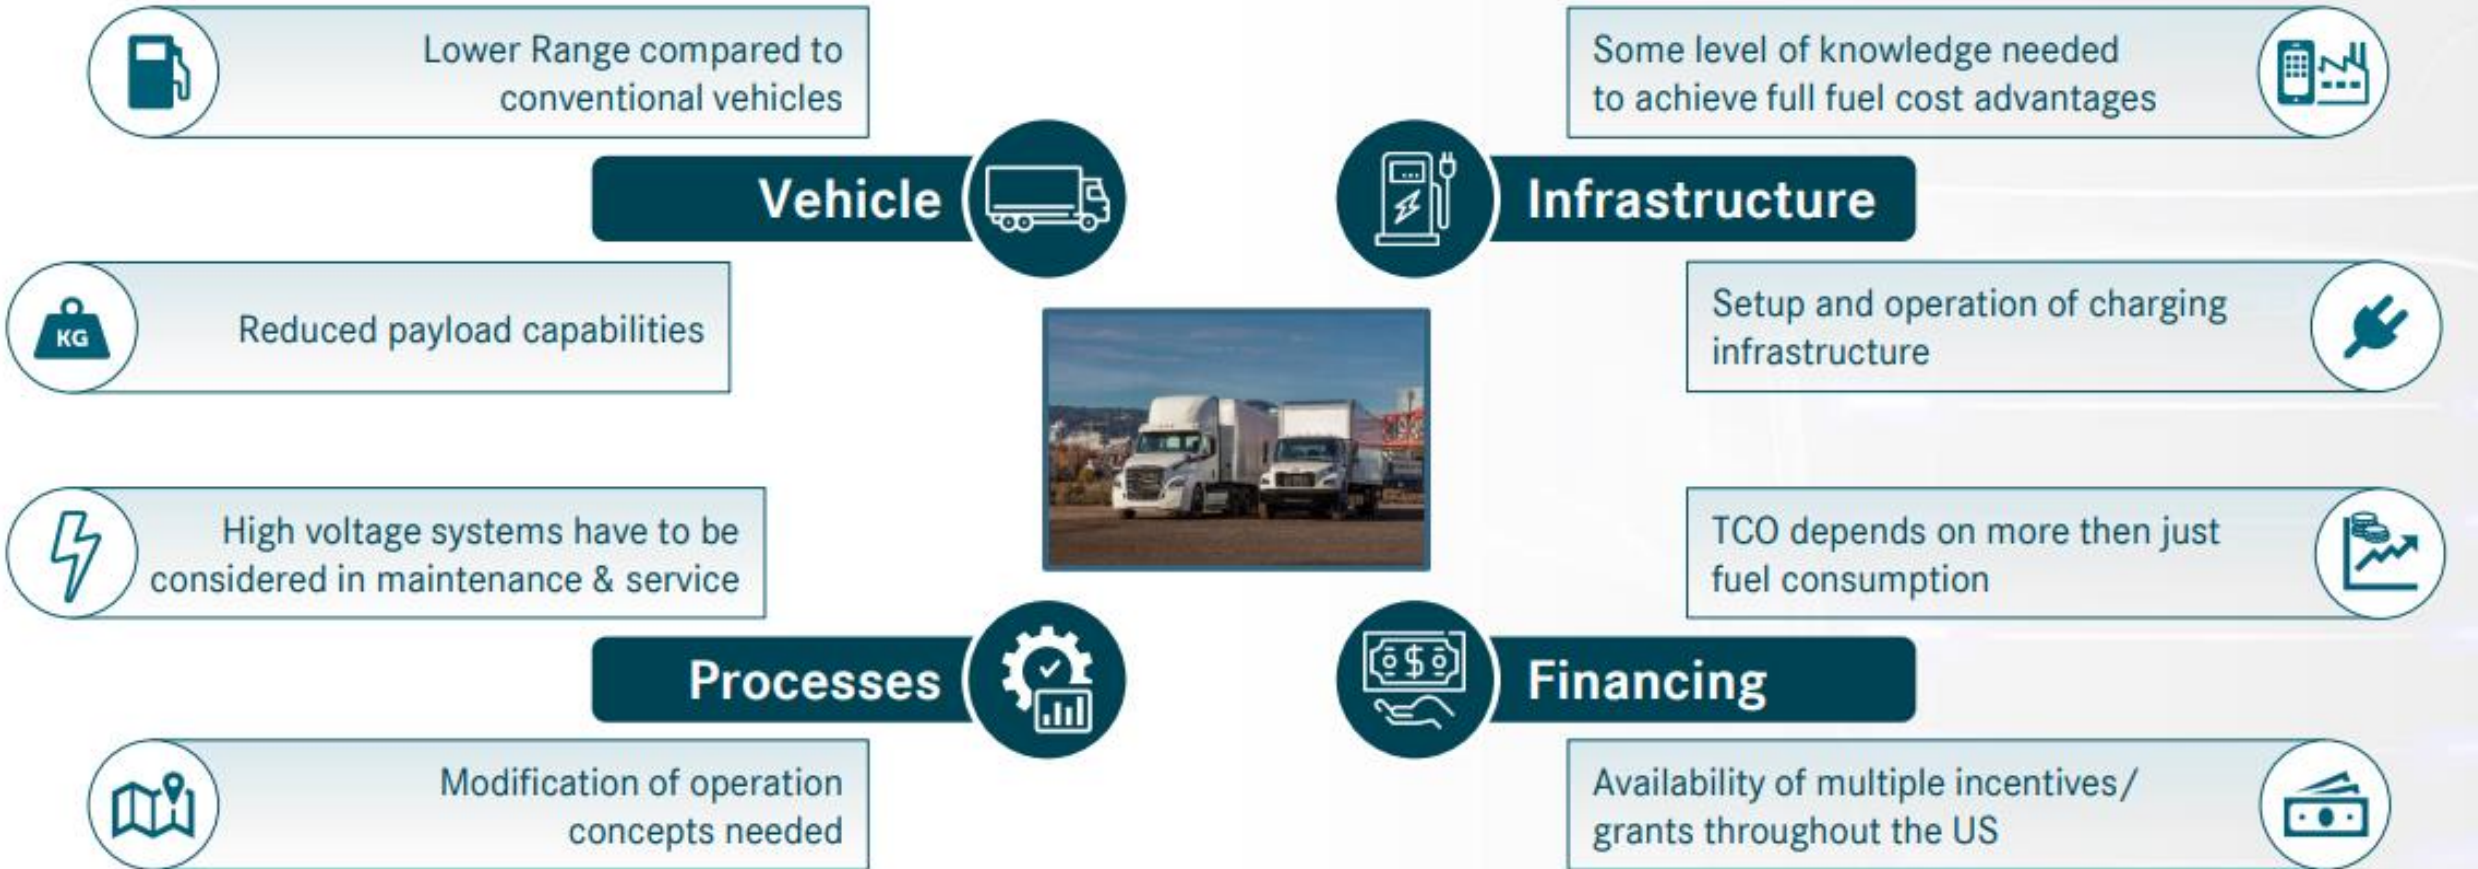 Lower Range compared to
conventional vehicles
Vehicle
KG
Reduced payload capabilities
Some level of knowledge needed
to achieve full fuel cost advantages
Infrastructure
Setup and operation of charging
infrastructure
High voltage systems have to be
considered in maintenance & service
Processes
Modification of operation
concepts needed
TCO depends on more then just
fuel consumption
$
Financing
Availability of multiple incentives/
grants throughout the US